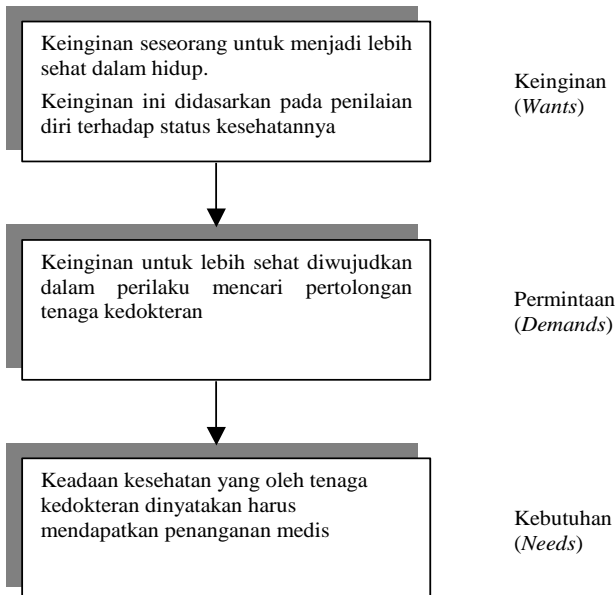 Keinginan seseorang untuk menjadi lebih
sehat dalam hidup.
Keinginan ini didasarkan pada penilaian
diri terhadap status kesehatannya
Keinginan
(Wants)
Keinginan untuk lebih sehat diwujudkan
dalam perilaku mencari pertolongan
tenaga kedokteran
Permintaan
(Demands)
Keadaan kesehatan yang oleh tenaga
kedokteran dinyatakan harus
mendapatkan penanganan medis
Kebutuhan
(Needs)